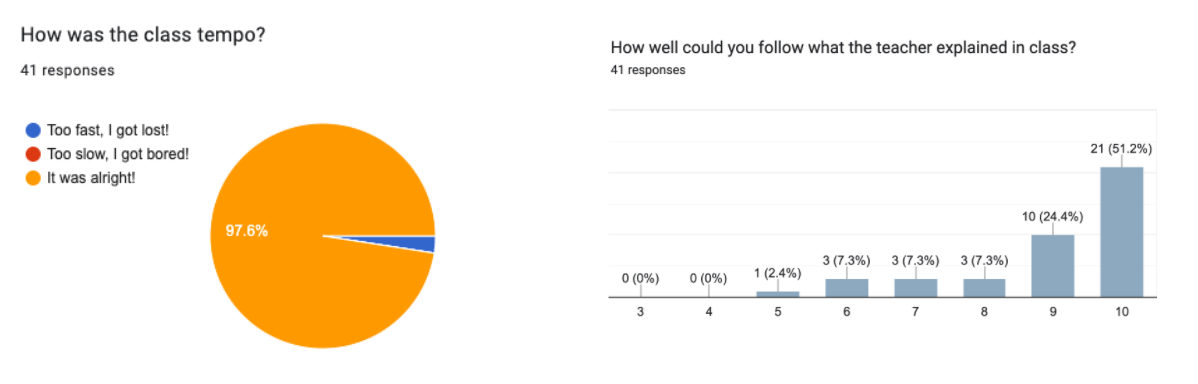 How was the class tempo?
41 responses
Too fast, I got lost!
Too slow, I got bored!
It was alright!
97.6%
How well could you follow what the teacher explained in class?
41 responses
0 (0%)
0 (0%)
1 (2.4%)
3 (7.3%)
3 (7.3%)
3 (7.3%)
10 (24.4%)
21 (51.2%)
3
4
5
6
7
8
9
10